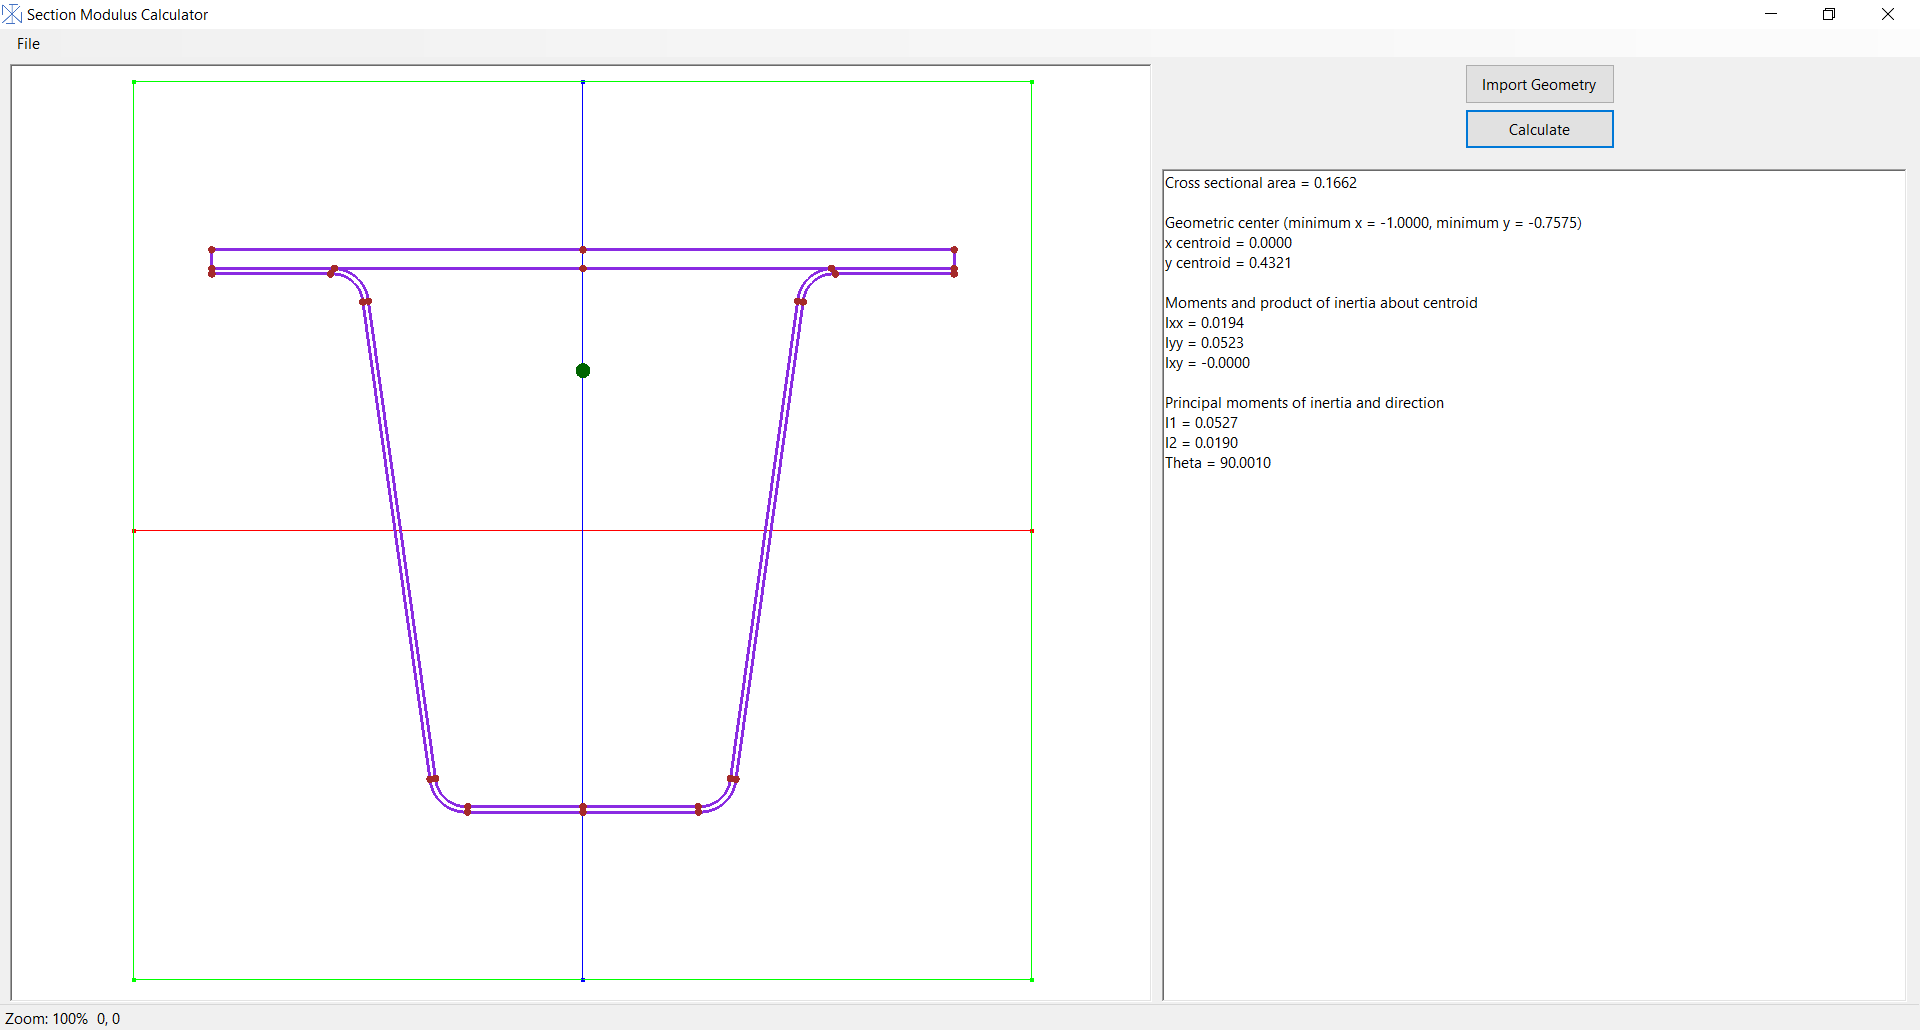 Section Modulus Calculator
File
Import Geometry
Calculate
Cross sectional area = 0.1662
Geometric center (minimum x = -1.0000, minimum y = -0.7575)
x centroid = 0.0000
y centroid = 0.4321
Moments and product of inertia about centroid
Ixx = 0.0194
Iyy = 0.0523
Ixy = -0.0000
Principal moments of inertia and direction
I1 = 0.0527
I2 = 0.0190
Theta = 90.0010
Zoom: 100% 0, 0